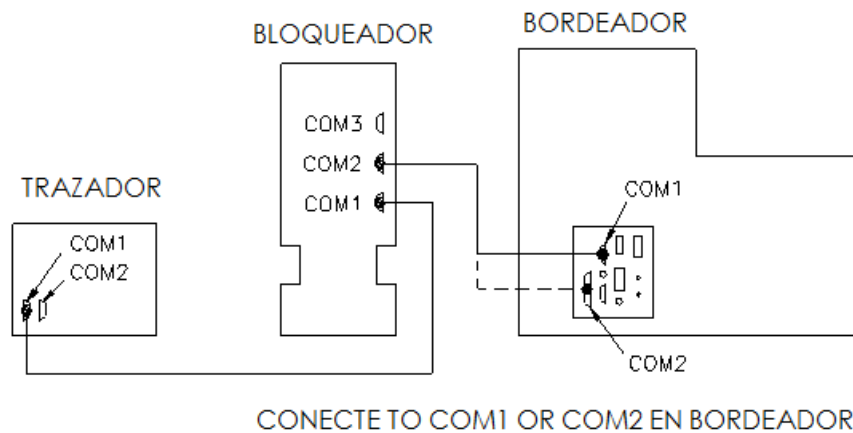 BORDEADOR
BLOQUEADOR
COM3
COM2
COM1
TRAZADOR
COM1
COM2
COM1
COM2
CONECTE TO COM1 OR COM2 EN BORDEADOR